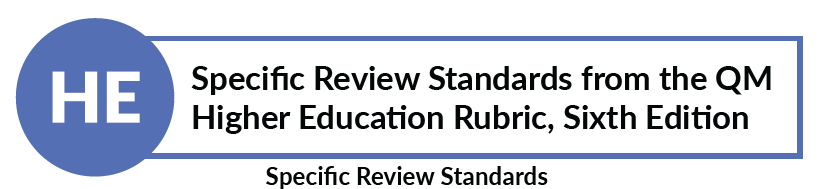 HE
Specific Review Standards from the QM
Higher Education Rubric, Sixth Edition
Specific Review Standards